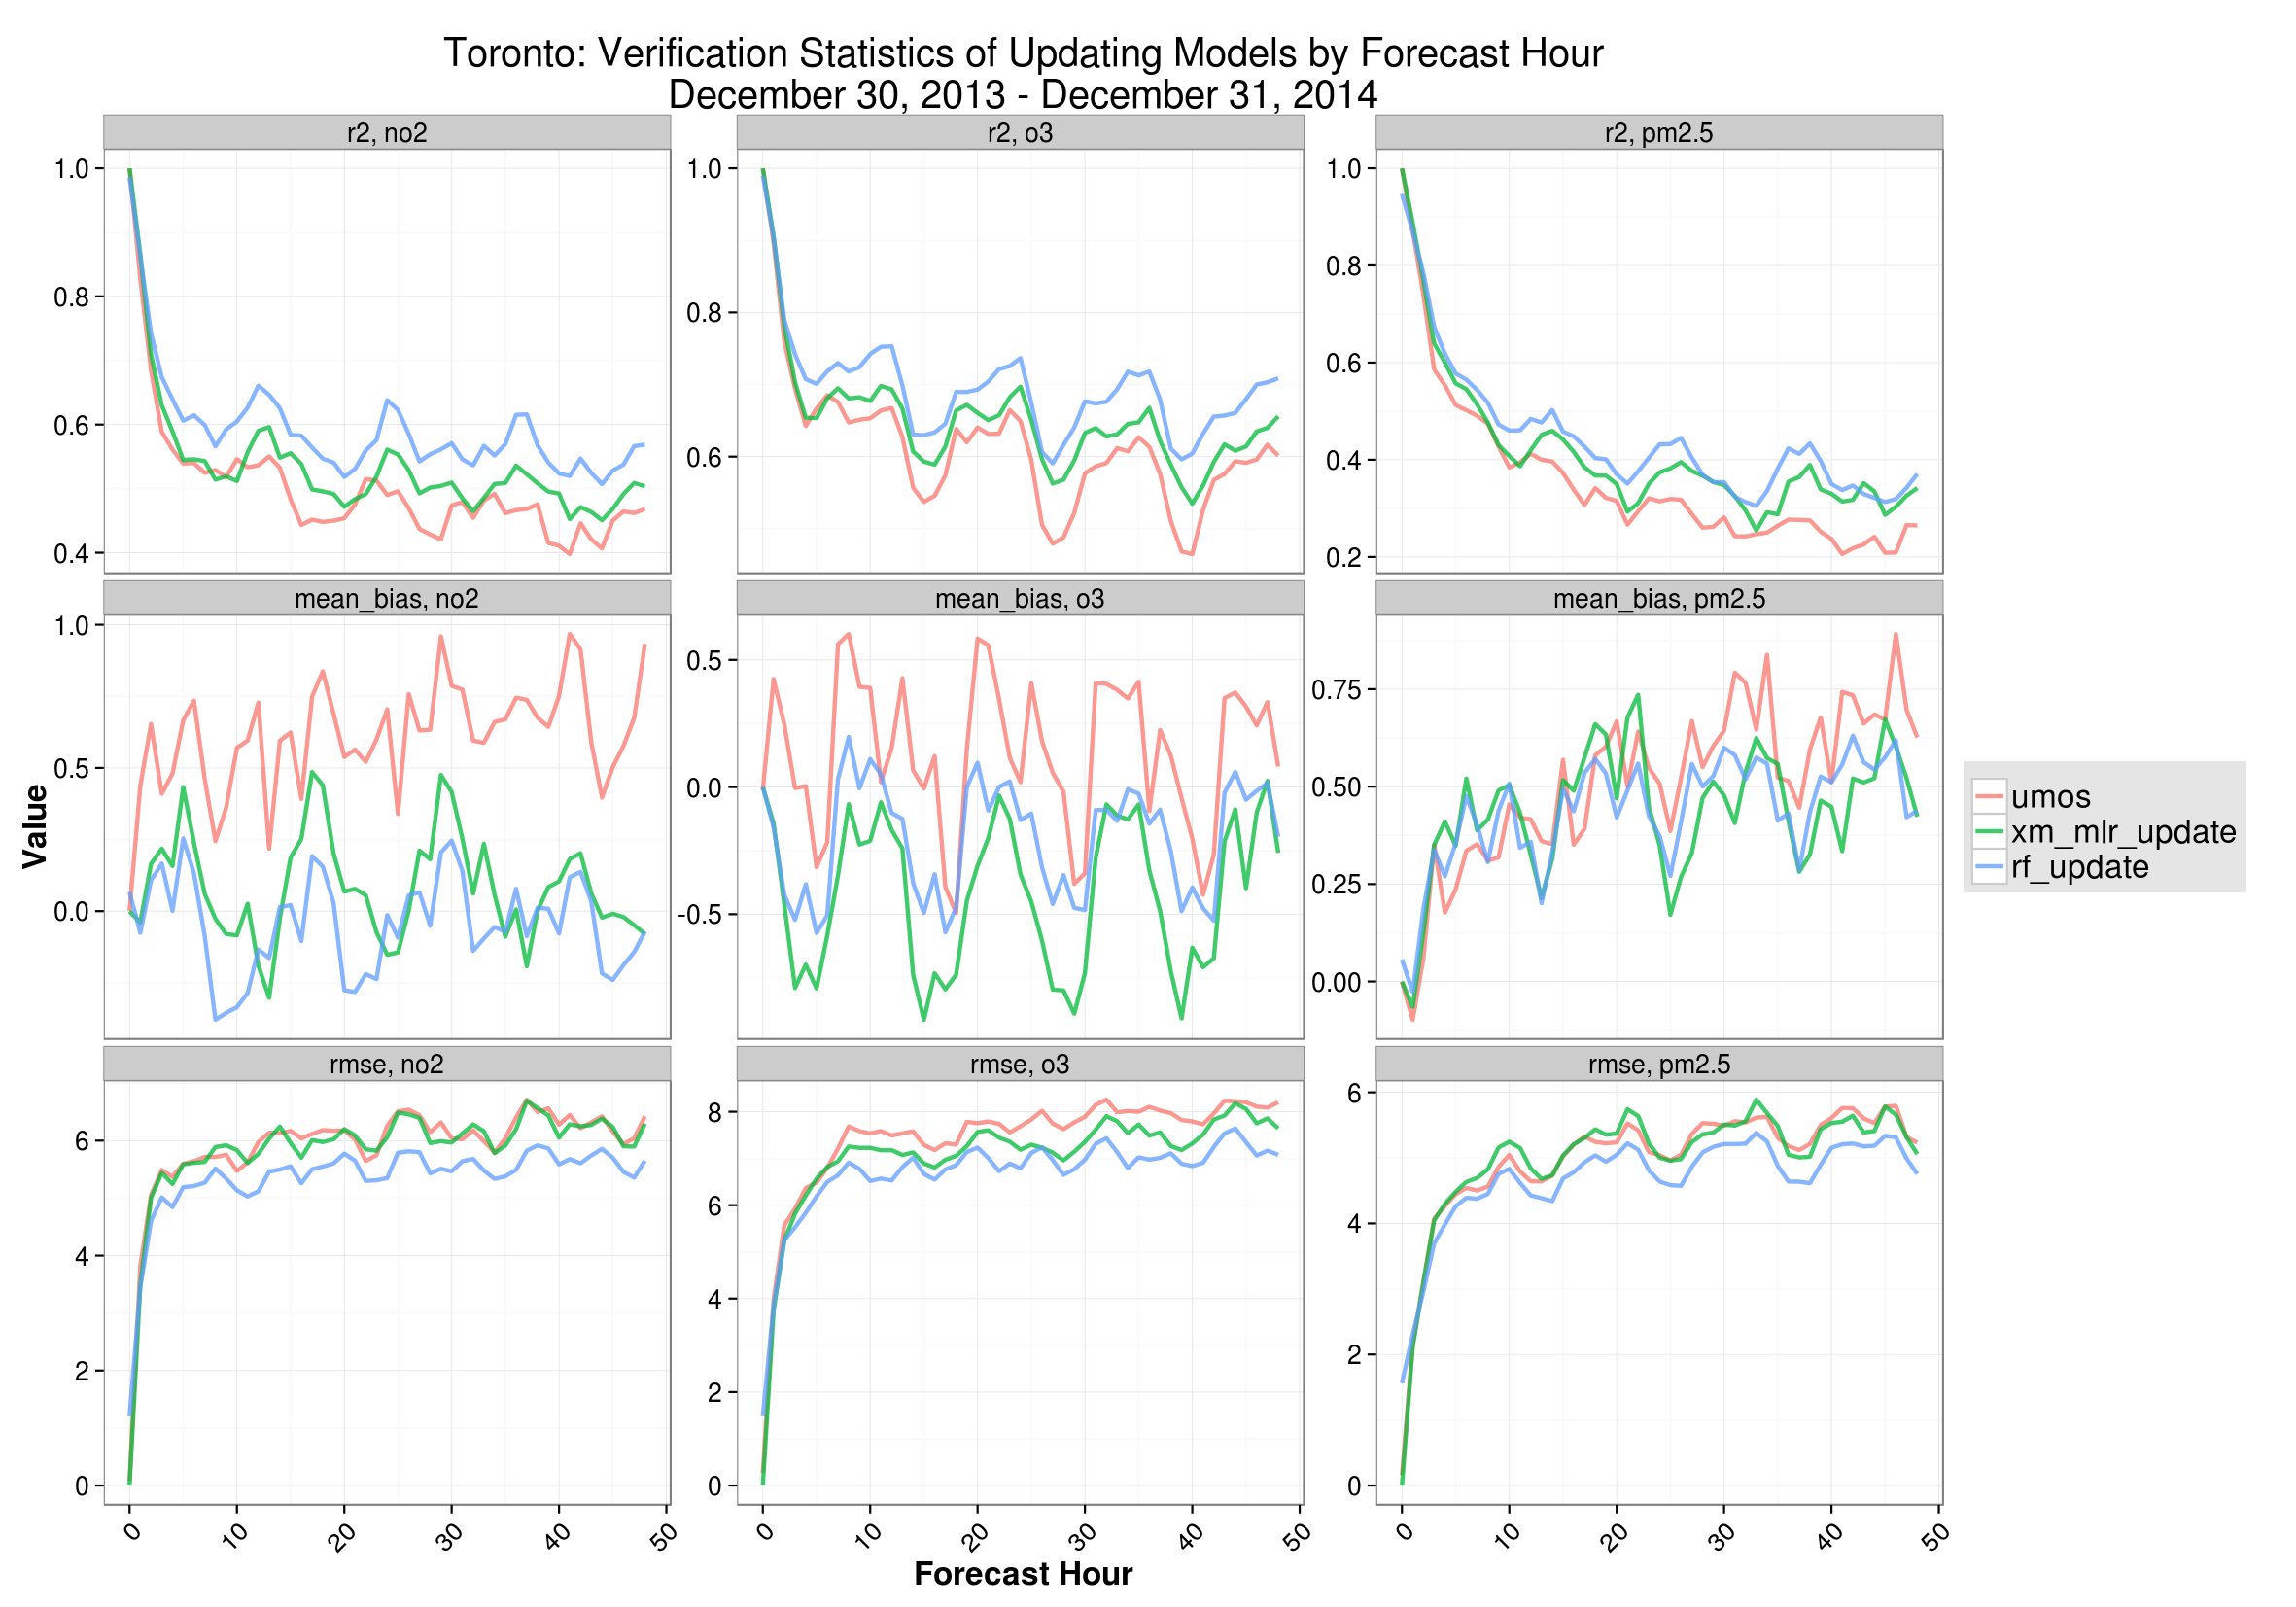 Toronto: Verification Statistics of Updating Models by Forecast Hour
December 30, 2013 - December 31, 2014
r2, no2
r2, o3
r2, pm2.5
1.0
0.8
0.6
0.4
1.0
0.8
0.6
1.0
0.8
0.6
0.4
0.2
mean_bias, no2
mean_bias, o3
mean_bias, pm2.5
1.0
0.5
0.0
0.5
0.0
-0.5
0.75
0.50
0.25
0.00
Value
umos
xm_mlr_update
rf_update
rmse, no2
rmse, o3
rmse, pm2.5
6
4
2
0
8
6
4
2
0
6
4
2
0
0 10 20 30 40 50
0 10 20 30 40 50
0 10 20 30 40 50
Forecast Hour